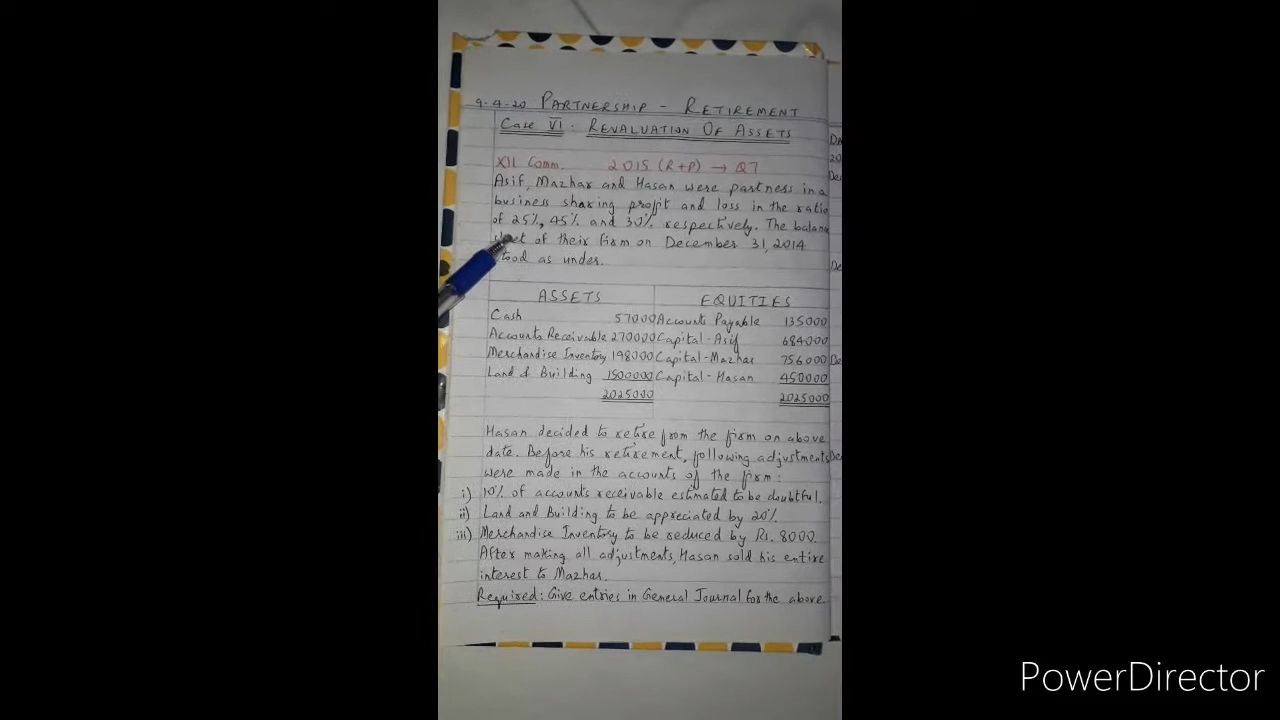 9-4-20 PARTNERSHIP - RETIREMENT
Case VI. REVALUATION OF ASSETS
XII Comm. 2015 (R+P) → Q7
Asif, Mazhar and Hasan were partners in a
business sharing profit and loss in the ratio
of 25%, 45% and 30% respectively. The balan
sheet of their firm on December 31, 2014
stood as under.
ASSETS EQUITIES
Cash 57000 Accounts Payable 135000
Accounts Receivable 270000 Capital-Asif 684000
Merchandise Inventory 198000 Capital-Mazhar 756000
Land & Building 1500000 Capital-Hasan 450000
2025000 2025000
Hasan decided to retire from the firm on above
date. Before his retirement, following adjustments
were made in the accounts of the firm:
i) 10% of accounts receivable estimated to be doubtful.
ii) Land and Building to be appreciated by 20%.
iii) Merchandise Inventory to be reduced by Rs. 8000.
After making all adjustments, Hasan sold his entire
interest to Mazhar.
Required: Give entries in General Journal for the above
PowerDirector